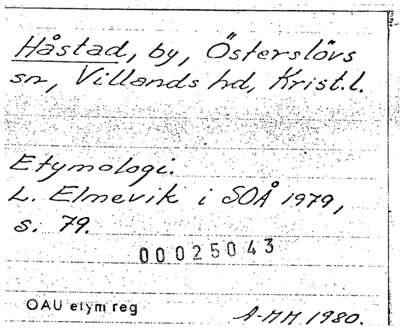 Håstad, by, Österslövs
sn, Villands hd, Krist.l.
Etymologi.
L. Elmevik i SOÅ 1979,
s. 79.
00025043
OAU etym reg
A-MM 1980.